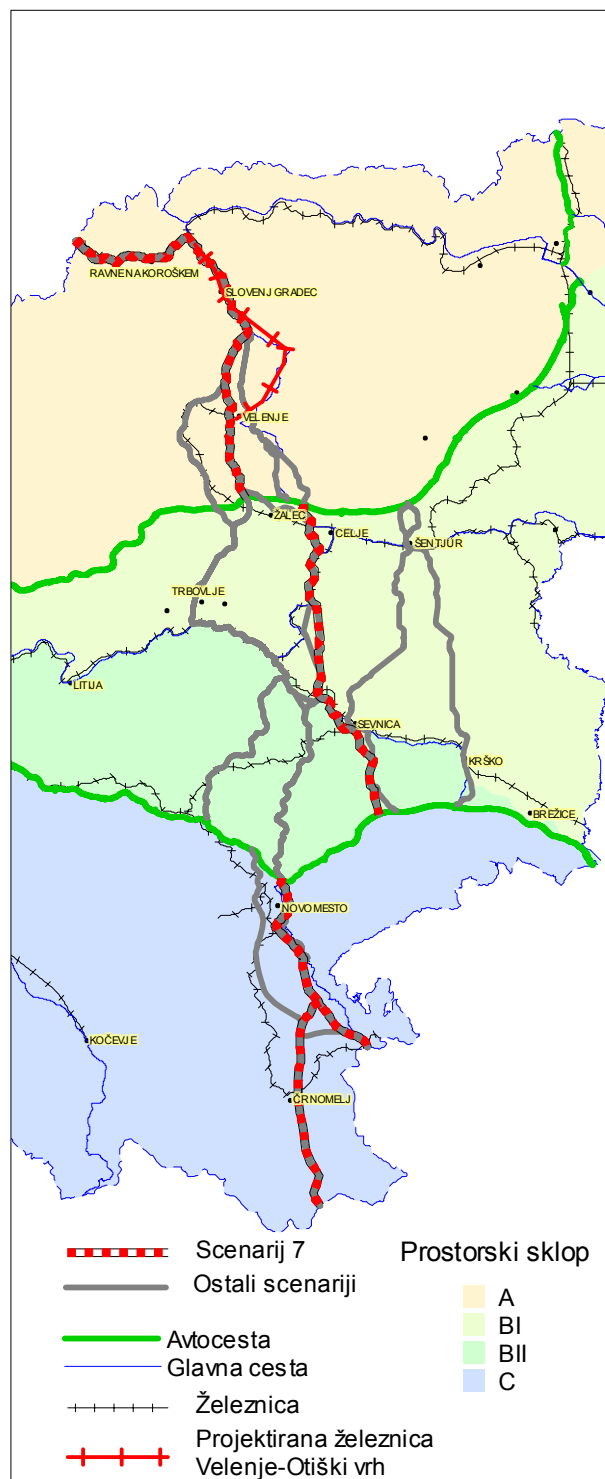 RAVNE NA KOROŠKEM
SLOVENJ GRADEC
VELENJE
ŽALEC
CELJE
ŠENTJUR
TRBOVLJE
LITIJA
SEVNICA
KRŠKO
BREŽICE
NOVO MESTO
KOČEVJE
ČRNOMELJ
Scenarij 7
Ostali scenariji
Avtocesta
Glavna cesta
Železnica
Projektirana železnica
Velenje-Otiški vrh
Prostorski sklop
A
BI
BII
C